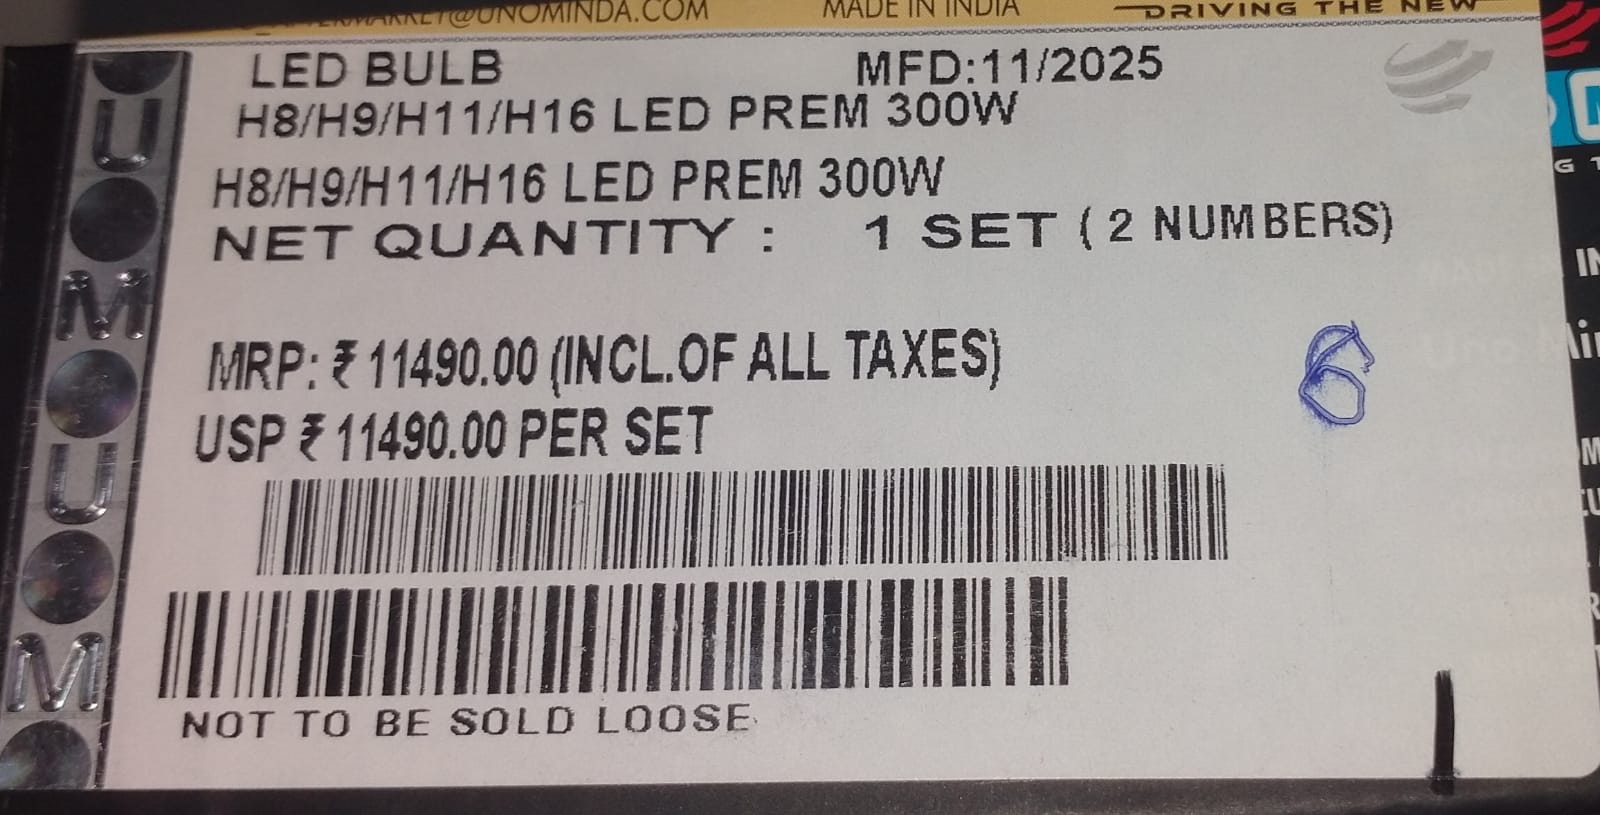 @UNOMINDA.COM MADE IN INDIA DRIVING THE NEW
LED BULB MFD:11/2025
H8/H9/H11/H16 LED PREM 300W
H8/H9/H11/H16 LED PREM 300W
NET QUANTITY : 1 SET ( 2 NUMBERS)
MRP: ₹ 11490.00 (INCL.OF ALL TAXES)
USP ₹ 11490.00 PER SET
NOT TO BE SOLD LOOSE
U
M
U
M
6